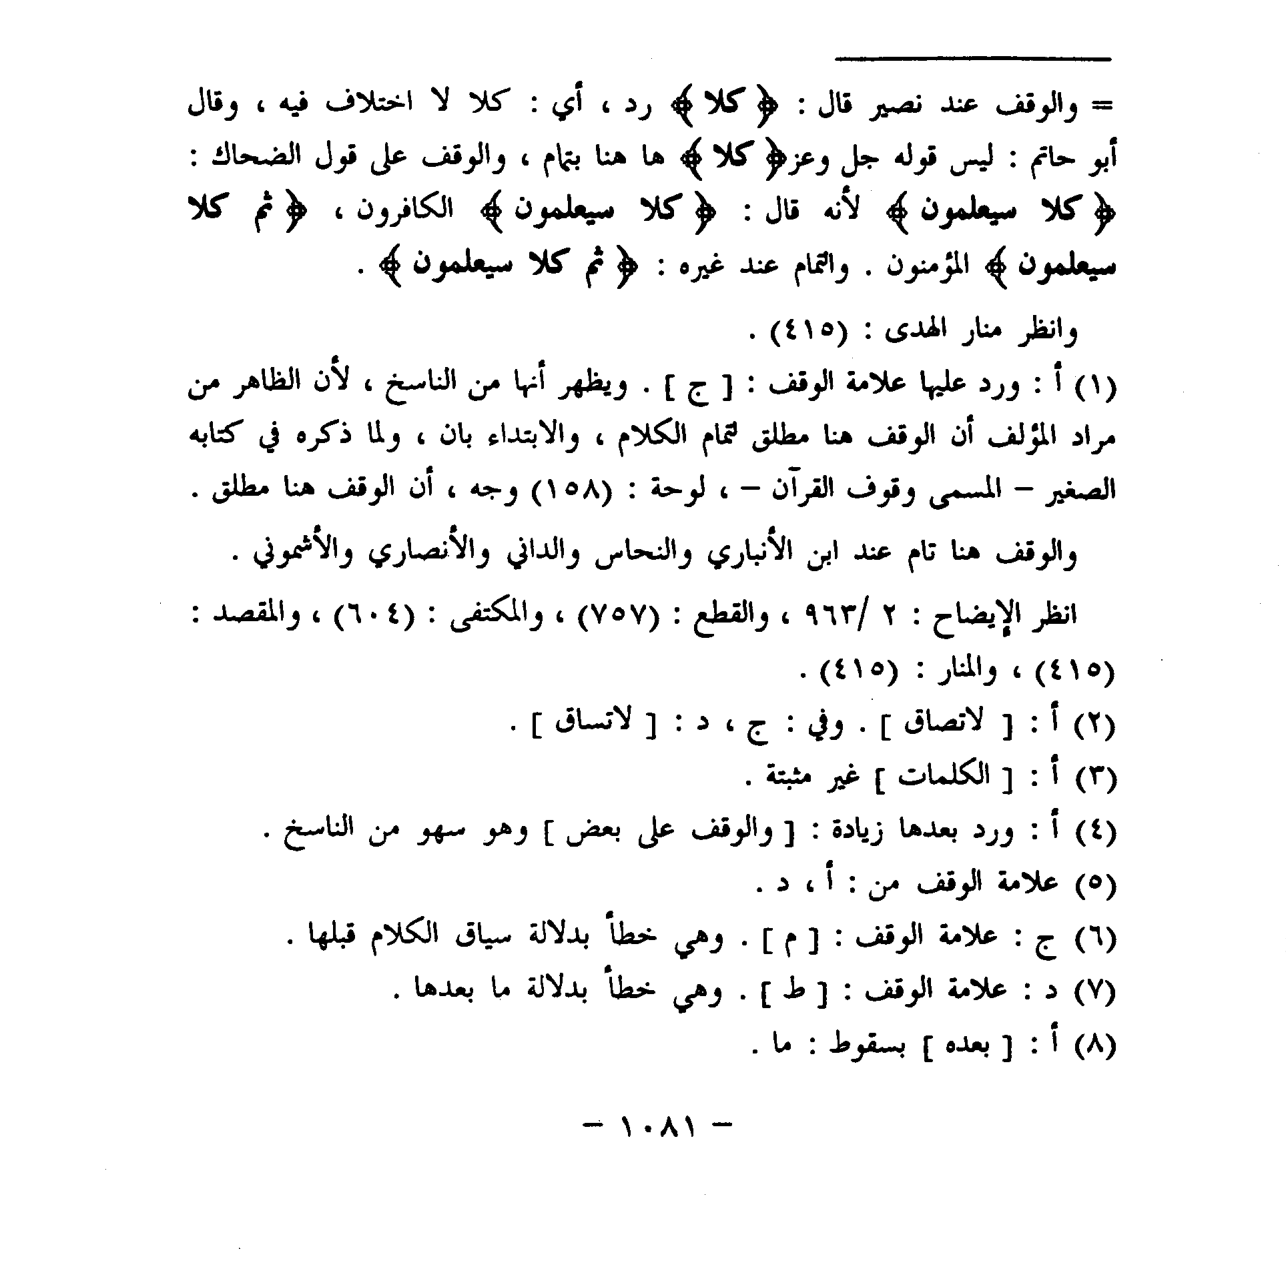 = والوقف عند نصير قال : ﴿ كلا ﴾ رد ، أي : كلا لا اختلاف فيه ، وقال
أبو حاتم : ليس قوله جل وعز﴿ كلا ﴾ ها هنا بتمام ، والوقف على قول الضحاك :
﴿ كلا سيعلمون ﴾ لأنه قال : ﴿ كلا سيعلمون ﴾ الكافرون ، ﴿ ثم كلا
سيعلمون ﴾ المؤمنون . والتمام عند غيره : ﴿ ثم كلا سيعلمون ﴾ .
وانظر منار الهدى : (٤١٥) .
(١) أ : ورد عليها علامة الوقف : [ ج ] . ويظهر أنها من الناسخ ، لأن الظاهر من
مراد المؤلف أن الوقف هنا مطلق لتمام الكلام ، والابتداء بان ، ولما ذكره في كتابه
الصغير – المسمى وقوف القرآن – ، لوحة : (١٥٨) وجه ، أن الوقف هنا مطلق .
والوقف هنا تام عند ابن الأنباري والنحاس والداني والأنصاري والأشموني .
انظر الإيضاح : ٢ /٩٦٣ ، والقطع : (٧٥٧) ، والمكتفى : (٦٠٤) ، والمقصد :
(٤١٥) ، والمنار : (٤١٥) .
(٢) أ : [ لاتصاق ] . وفي : ج ، د : [ لاتساق ] .
(٣) أ : [ الكلمات ] غير مثبتة .
(٤) أ : ورد بعدها زيادة : [ والوقف على بعض ] وهو سهو من الناسخ .
(٥) علامة الوقف من : أ ، د .
(٦) ج : علامة الوقف : [ م ] . وهي خطأ بدلالة سياق الكلام قبلها .
(٧) د : علامة الوقف : [ ط ] . وهي خطأ بدلالة ما بعدها .
(٨) أ : [ بعده ] بسقوط : ما .
– ١٠٨١ –